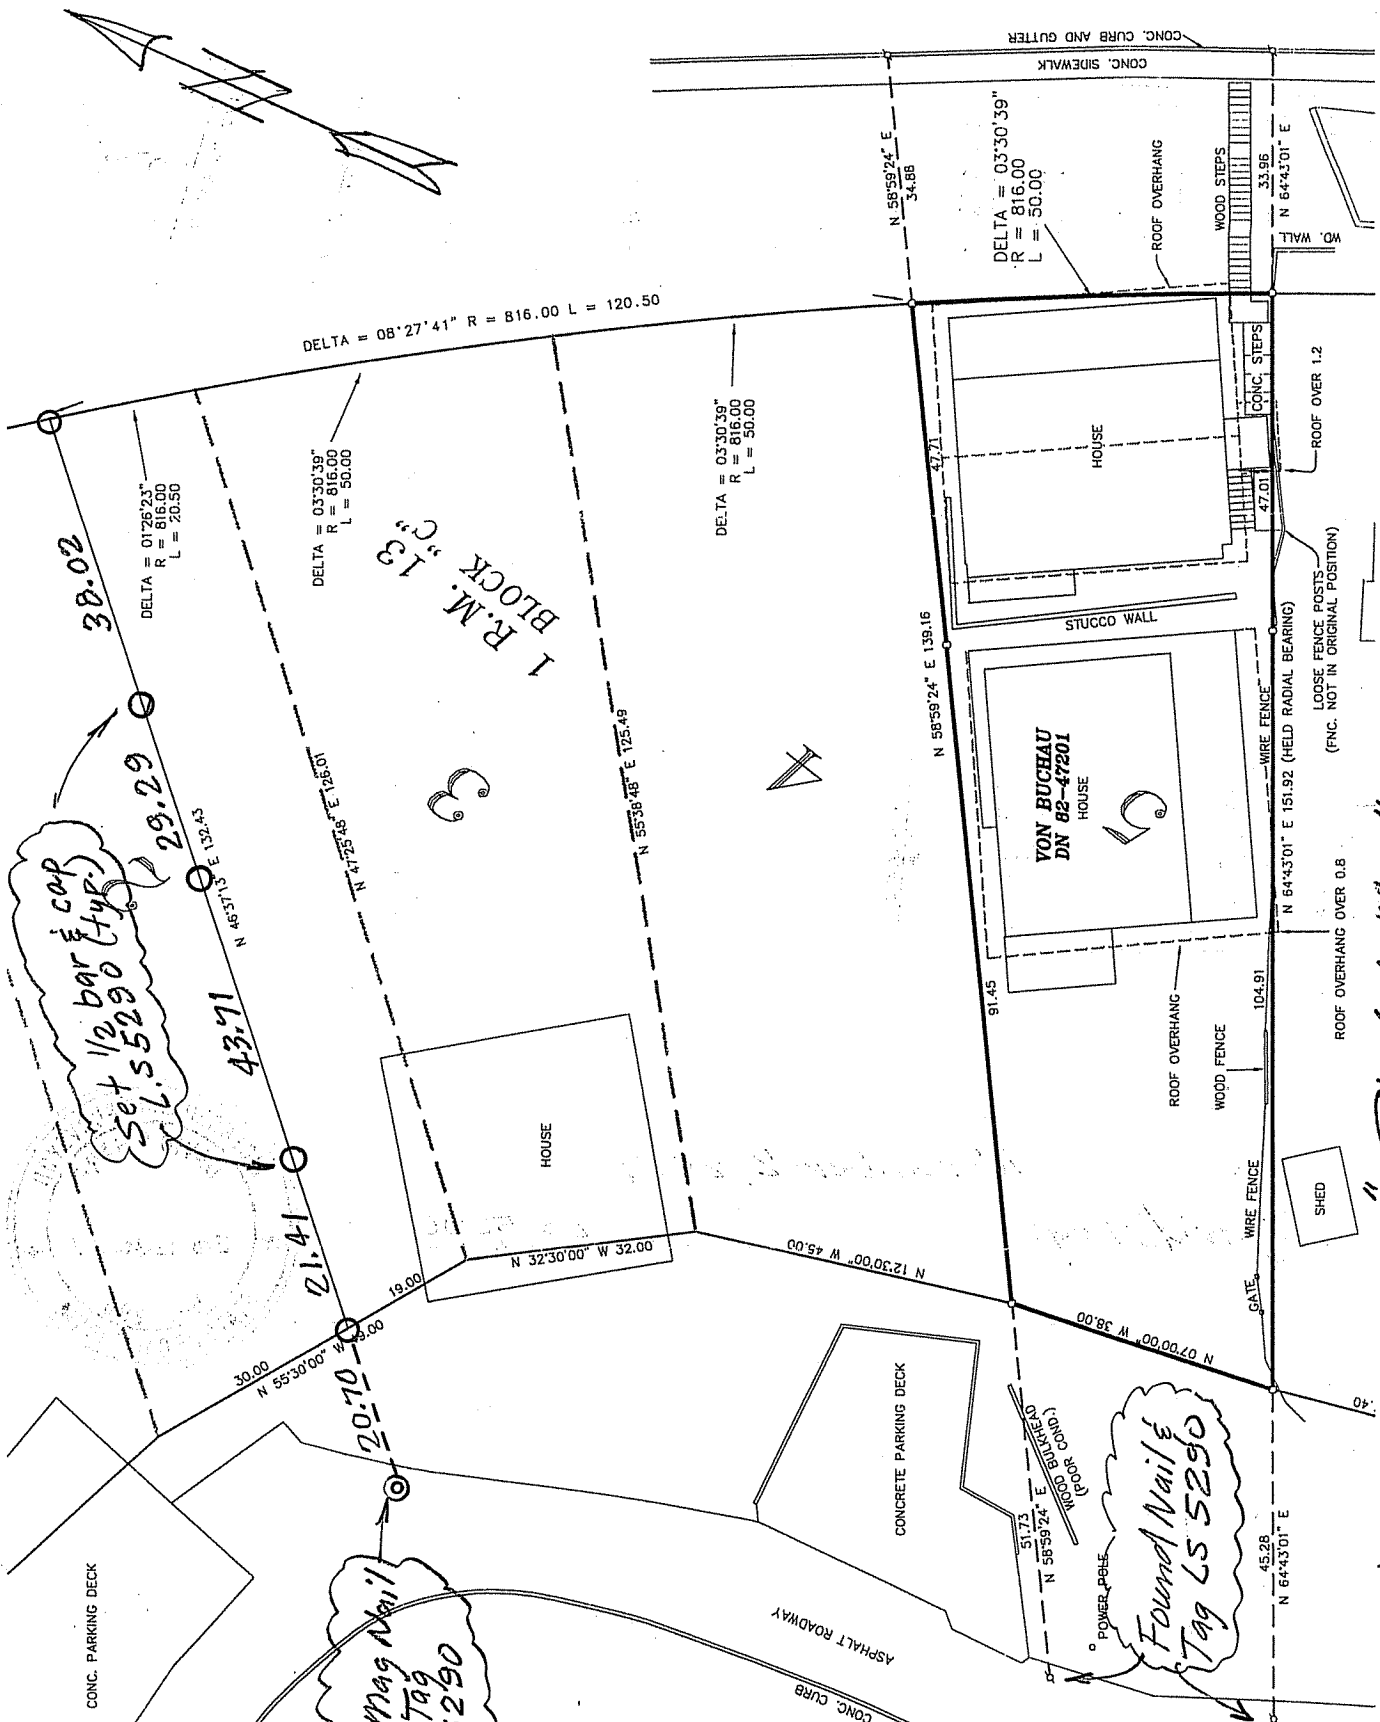 CONC. CURB AND GUTTER
CONC. SIDEWALK
N 58°59'24" E
34.88
DELTA = 03°30'39"
R = 816.00
L = 50.00
ROOF OVERHANG
WOOD STEPS
33.96
N 64°43'01" E
WD. WALL
DELTA = 08°27'41" R = 816.00 L = 120.50
38.02
DELTA = 01°26'23"
R = 816.00
L = 20.50
DELTA = 03°30'39"
R = 816.00
L = 50.00
1 R.M. 13
BLOCK "C"
DELTA = 03°30'39"
R = 816.00
L = 50.00
47.71
HOUSE
CONC. STEPS
ROOF OVER 1.2
47.01
STUCCO WALL
LOOSE FENCE POSTS
(FNC. NOT IN ORIGINAL POSITION)
N 58°59'24" E 139.16
29.29
N 46°37'13" E 132.43
2
Set 1/2 bar & cap
L.S 5290 (typ.)
43.71
N 47°25'48" E 126.01
3
N 55°38'48" E 125.49
4
VON BUCHAU
DN 82-47201
HOUSE
5
WIRE FENCE
N 64°43'01" E 151.92 (HELD RADIAL BEARING)
ROOF OVERHANG OVER 0.8
91.45
ROOF OVERHANG
WOOD FENCE
104.91
HOUSE
21.41
19.00
N 32°30'00" W 32.00
N 12°30'00" W 45.00
WIRE FENCE
SHED
GATE
N 07°00'00" W 38.00
30.00
N 55°30'00" W 49.00
20.70
CONC. PARKING DECK
CONCRETE PARKING DECK
WOOD BULKHEAD
(POOR COND.)
51.73
N 58°59'24" E
POWER POLE
Found Nail &
Tag LS 5290
45.28
N 64°43'01" E
Mag Nail
Tag
5290
ASPHALT ROADWAY
CONC. CURB